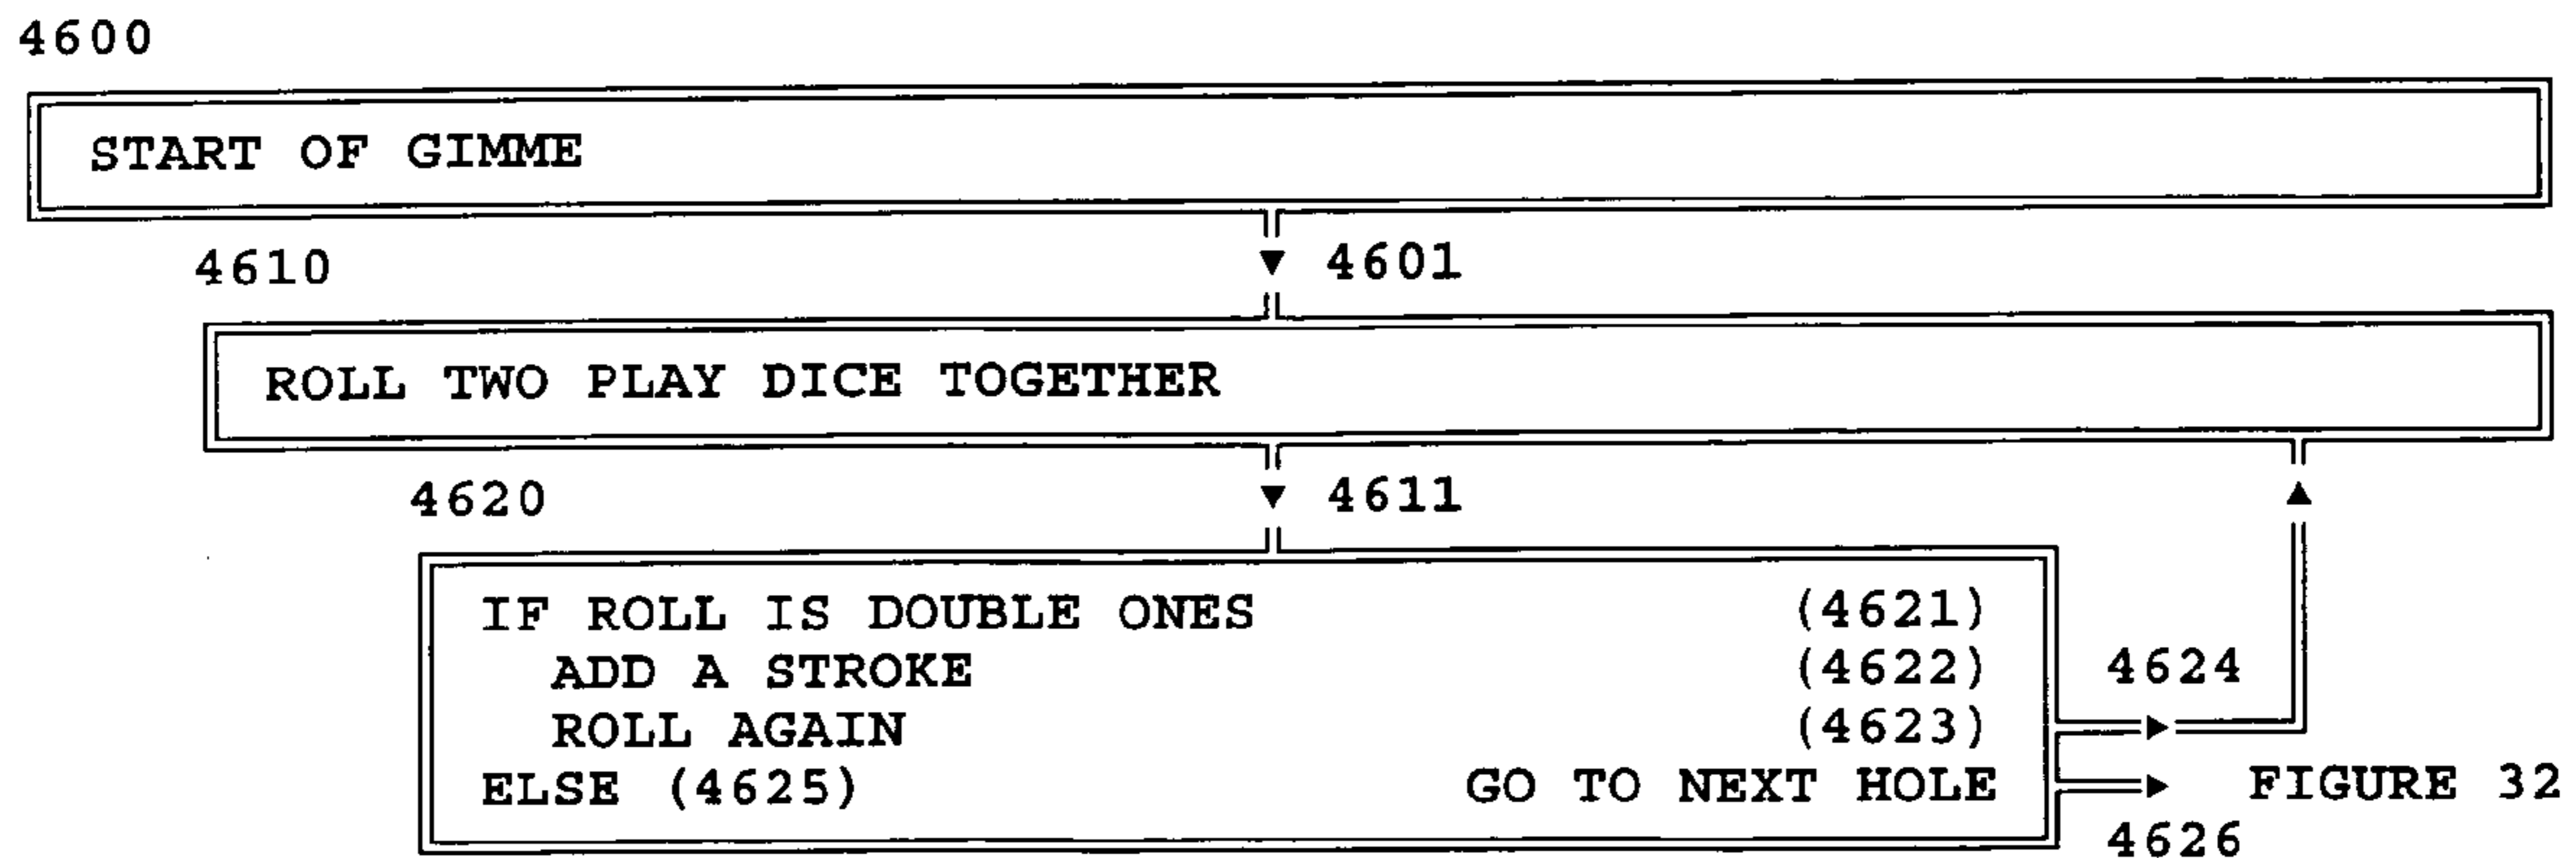 4600
START OF GIMME
4610
4601
ROLL TWO PLAY DICE TOGETHER
4620
4611
IF ROLL IS DOUBLE ONES (4621)
ADD A STROKE (4622)
4624
ROLL AGAIN (4623)
ELSE (4625) GO TO NEXT HOLE
FIGURE 32
4626